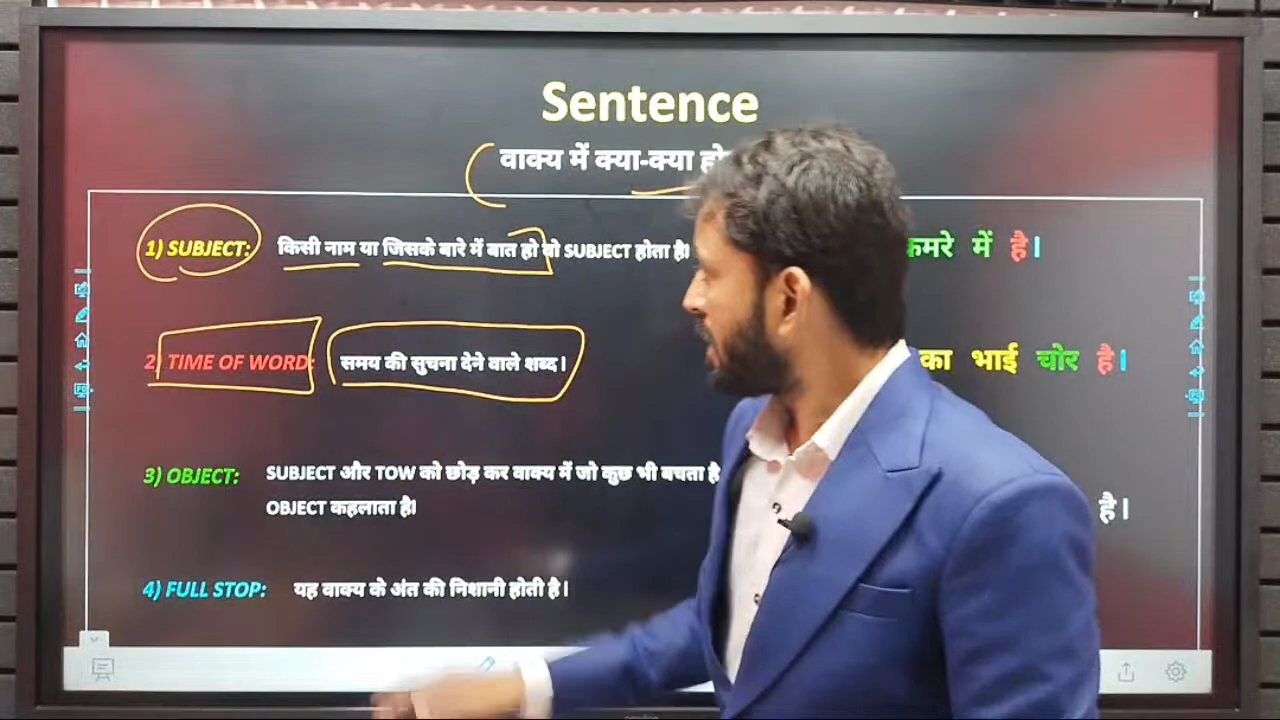 Sentence
वाक्य में क्या-क्या
1) SUBJECT: किसी नाम या जिसके बारे में बात हो वो SUBJECT होता है।
कमरे में है।
2) TIME OF WORD: समय की सुचना देने वाले शब्द।
का भाई चोर है।
3) OBJECT: SUBJECT और TOW को छोड़ कर वाक्य में जो कुछ भी बचता है
OBJECT कहलाता है।
है।
4) FULL STOP: यह वाक्य के अंत की निशानी होती है।